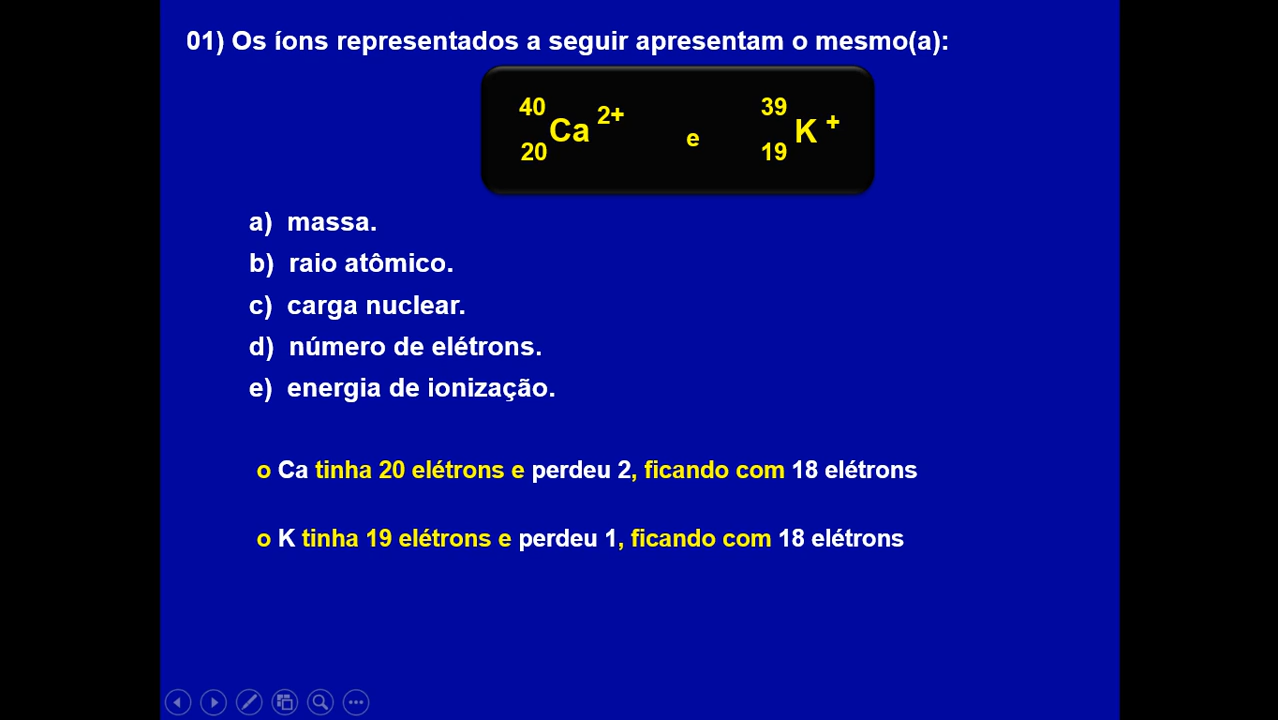 01) Os íons representados a seguir apresentam o mesmo(a):
40 Ca 2+ 20 e 39 K + 19
a) massa.
b) raio atômico.
c) carga nuclear.
d) número de elétrons.
e) energia de ionização.
o Ca tinha 20 elétrons e perdeu 2, ficando com 18 elétrons
o K tinha 19 elétrons e perdeu 1, ficando com 18 elétrons